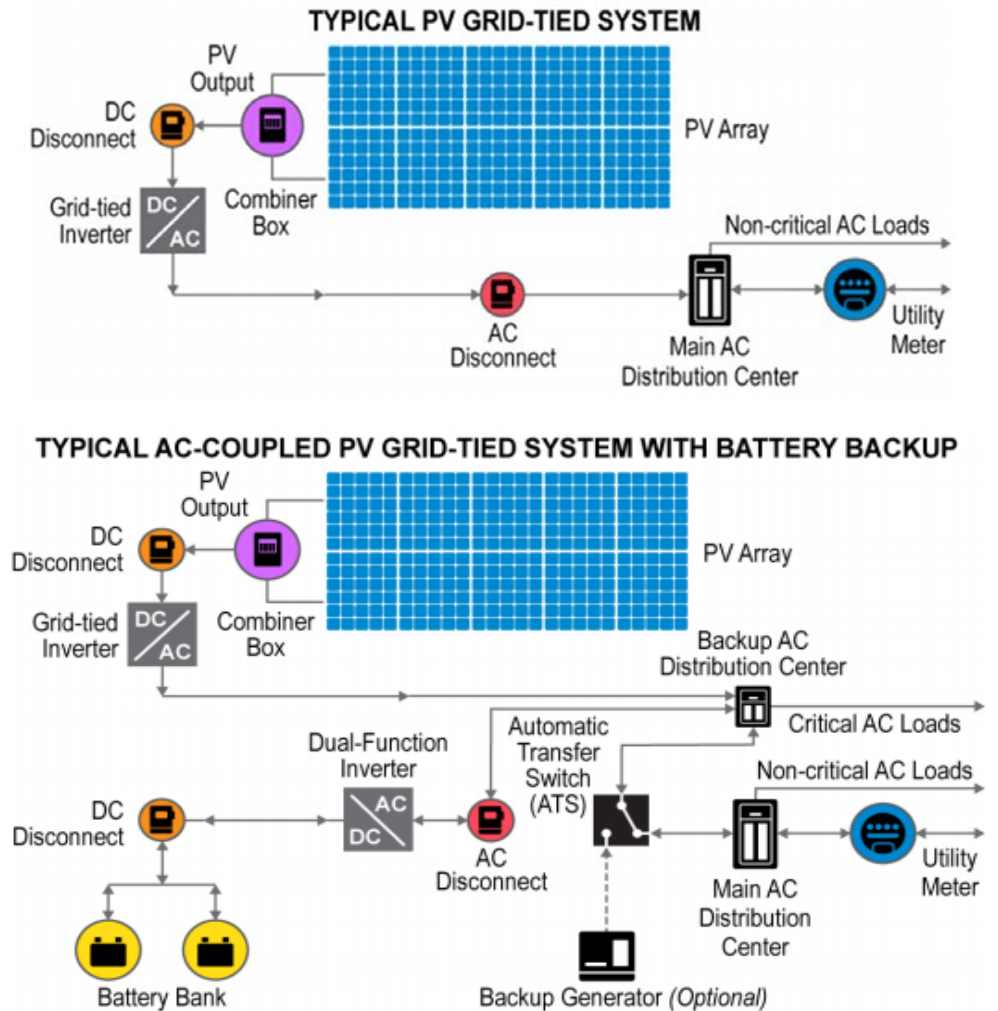 TYPICAL PV GRID-TIED SYSTEM
PV
Output
DC
Disconnect
PV Array
Grid-tied
Inverter
DC
AC
Combiner
Box
Non-critical AC Loads
AC
Disconnect
Main AC
Distribution Center
Utility
Meter
TYPICAL AC-COUPLED PV GRID-TIED SYSTEM WITH BATTERY BACKUP
PV
Output
DC
Disconnect
PV Array
Grid-tied
Inverter
DC
AC
Combiner
Box
Backup AC
Distribution Center
Critical AC Loads
Automatic
Transfer
Switch
(ATS)
Dual-Function
Inverter
AC
DC
Non-critical AC Loads
DC
Disconnect
AC
Disconnect
Main AC
Distribution
Center
Utility
Meter
Battery Bank
Backup Generator (Optional)